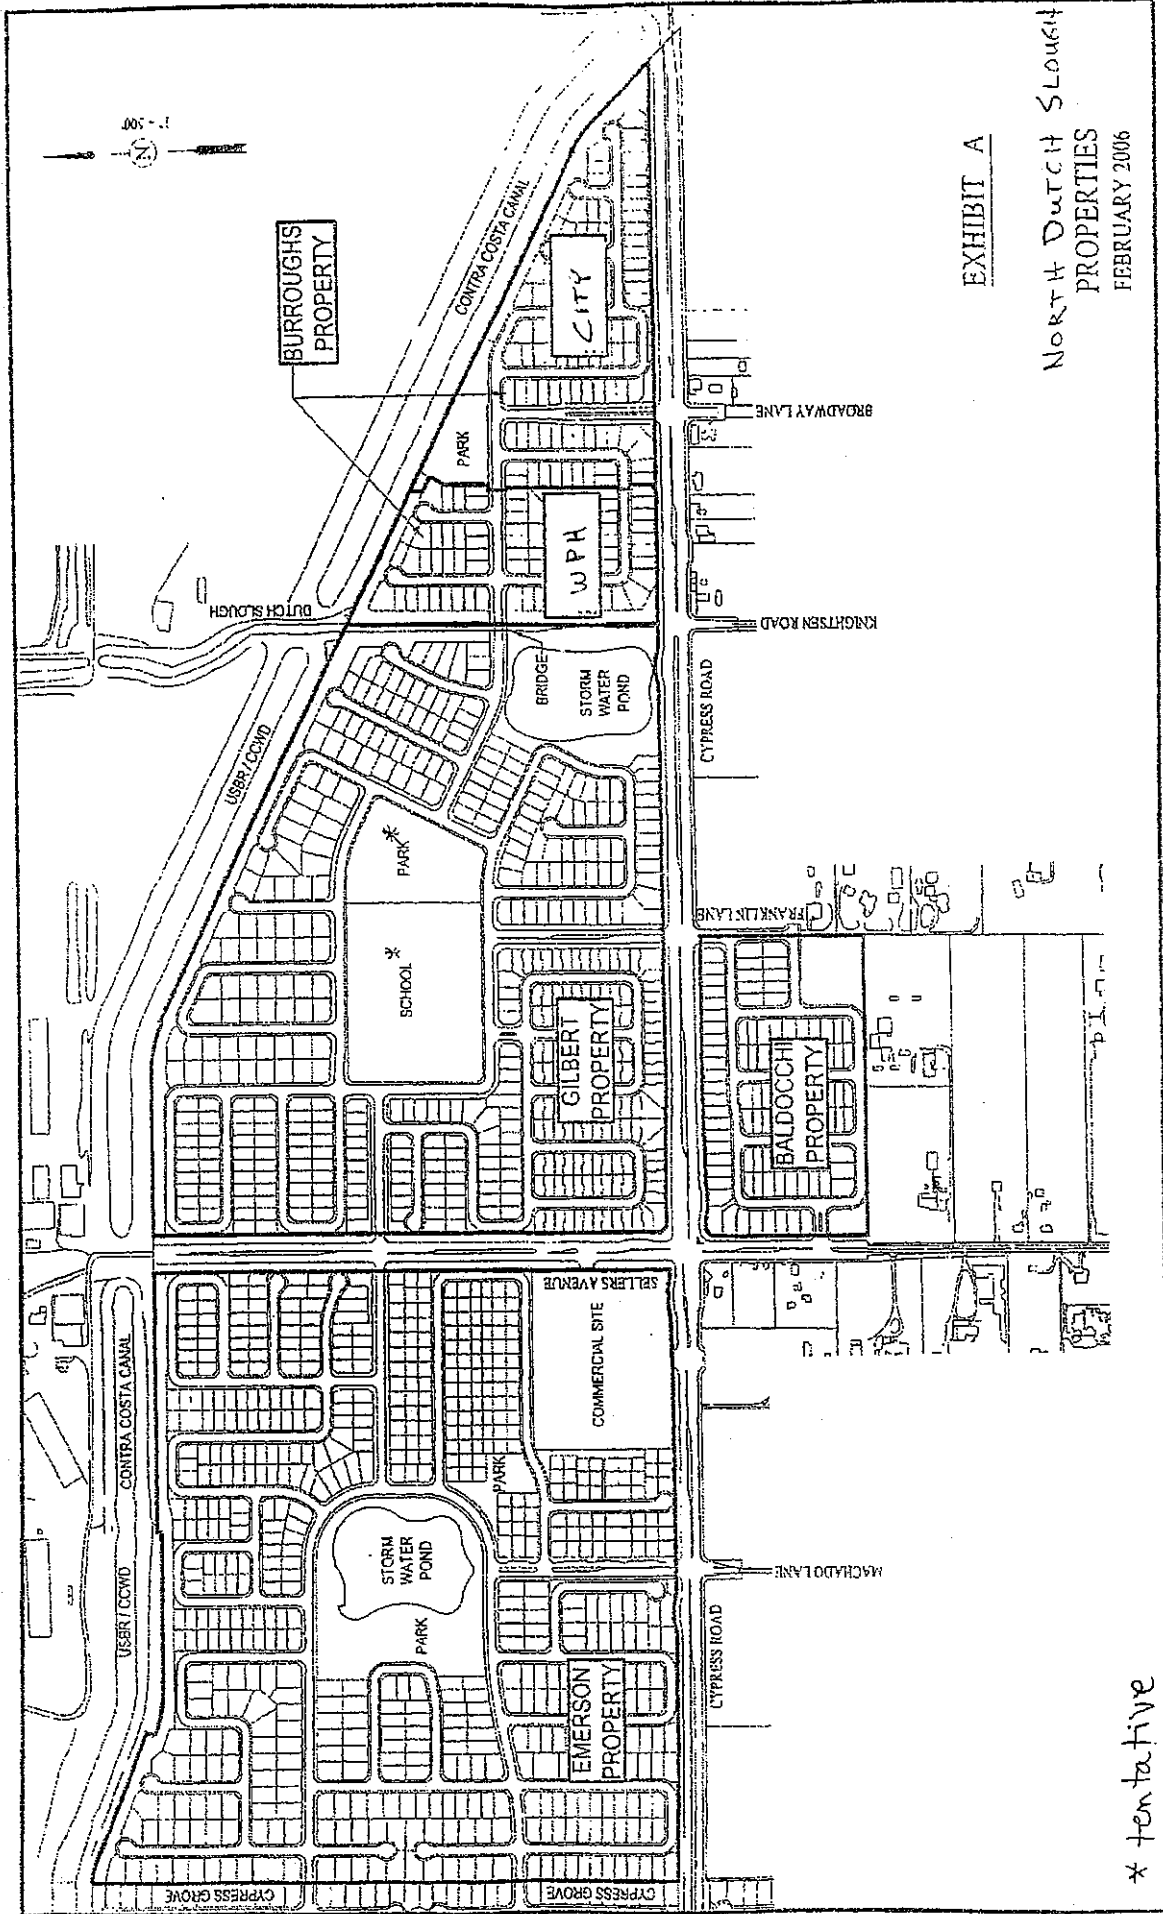 1" = 500'
N
BURROUGHS
PROPERTY
CONTRA COSTA CANAL
CITY
PARK
WPH
DUTCH SLOUGH
USBR / CCWD
BRIDGE
STORM
WATER
POND
PARK *
SCHOOL *
GILBERT
PROPERTY
BALDOCCHI
PROPERTY
BROADWAY LANE
KNIGHTSEN ROAD
CYPRESS ROAD
FRANKLIN LANE
SELLERS AVENUE
CONTRA COSTA CANAL
USBR / CCWD
COMMERCIAL SITE
PARK
STORM
WATER
POND
PARK
EMERSON
PROPERTY
MACHADO LANE
CYPRESS ROAD
CYPRESS GROVE
CYPRESS GROVE
EXHIBIT A
NORTH DUTCH SLOUGH
PROPERTIES
FEBRUARY 2006
* tentative